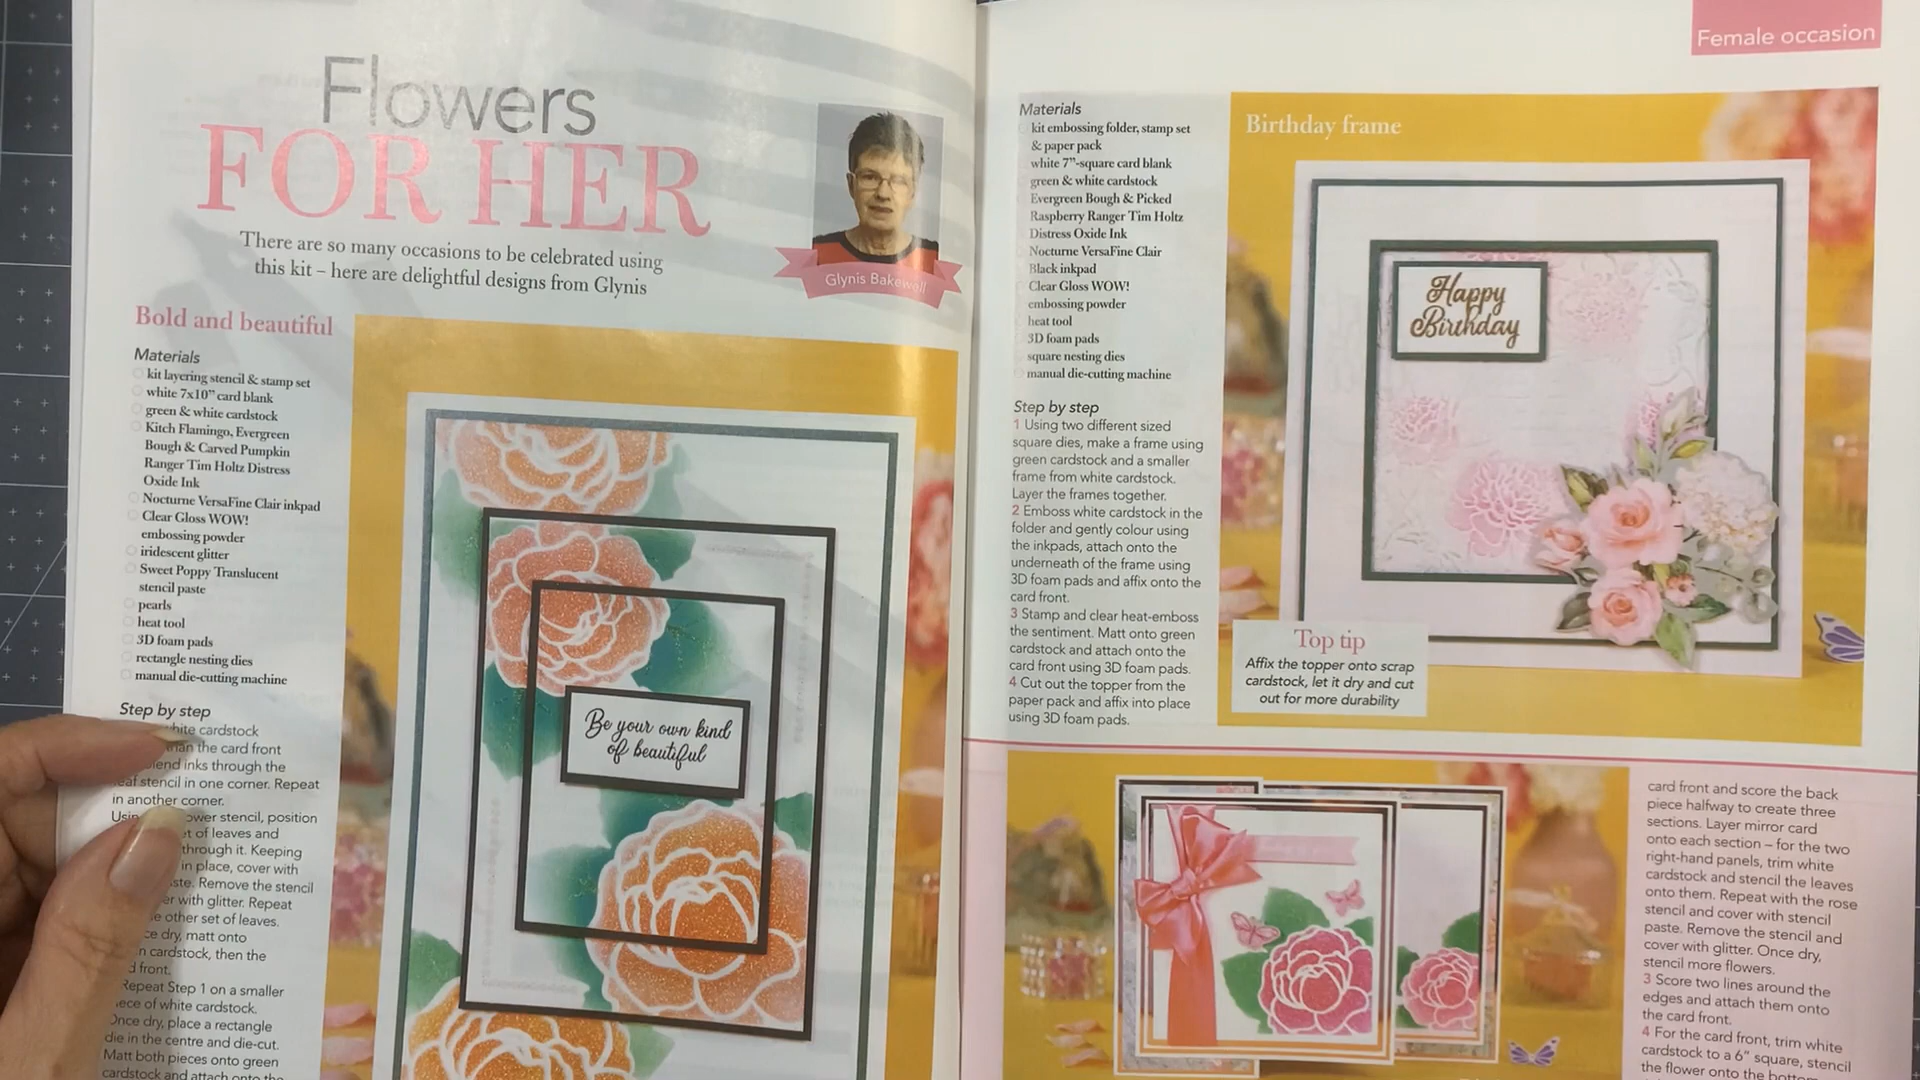 Flowers
FOR HER
There are so many occasions to be celebrated using
this kit – here are delightful designs from Glynis
Glynis Bakewell
Bold and beautiful
Materials
kit layering stencil & stamp set
white 7x10" card blank
green & white cardstock
Kitch Flamingo, Evergreen
Bough & Carved Pumpkin
Ranger Tim Holtz Distress
Oxide Ink
Nocturne VersaFine Clair inkpad
Clear Gloss WOW!
embossing powder
iridescent glitter
Sweet Poppy Translucent
stencil paste
pearls
heat tool
3D foam pads
rectangle nesting dies
manual die-cutting machine
Step by step
cardstock
the card front
inks through the
stencil in one corner. Repeat
in another corner.
stencil, position
of leaves and
through it. Keeping
in place, cover with
Remove the stencil
with glitter. Repeat
other set of leaves.
dry, matt onto
cardstock, then the
front.
Repeat Step 1 on a smaller
of white cardstock.
Once dry, place a rectangle
die in the centre and die-cut.
Matt both pieces onto green
cardstock and attach onto the
Be your own kind
of beautiful
Female occasion
Materials
kit embossing folder, stamp set
& paper pack
white 7"-square card blank
green & white cardstock
Evergreen Bough & Picked
Raspberry Ranger Tim Holtz
Distress Oxide Ink
Nocturne VersaFine Clair
Black inkpad
Clear Gloss WOW!
embossing powder
heat tool
3D foam pads
square nesting dies
manual die-cutting machine
Step by step
1 Using two different sized
square dies, make a frame using
green cardstock and a smaller
frame from white cardstock.
Layer the frames together.
2 Emboss white cardstock in the
folder and gently colour using
the inkpads, attach onto the
underneath of the frame using
3D foam pads and affix onto the
card front.
3 Stamp and clear heat-emboss
the sentiment. Matt onto green
cardstock and attach onto the
card front using 3D foam pads.
4 Cut out the topper from the
paper pack and affix into place
using 3D foam pads.
Birthday frame
Happy
Birthday
Top tip
Affix the topper onto scrap
cardstock, let it dry and cut
out for more durability
card front and score the back
piece halfway to create three
sections. Layer mirror card
onto each section – for the two
right-hand panels, trim white
cardstock and stencil the leaves
onto them. Repeat with the rose
stencil and cover with stencil
paste. Remove the stencil and
cover with glitter. Once dry,
stencil more flowers.
3 Score two lines around the
edges and attach them onto
the card front.
4 For the card front, trim white
cardstock to a 6" square, stencil
the flower onto the bottom